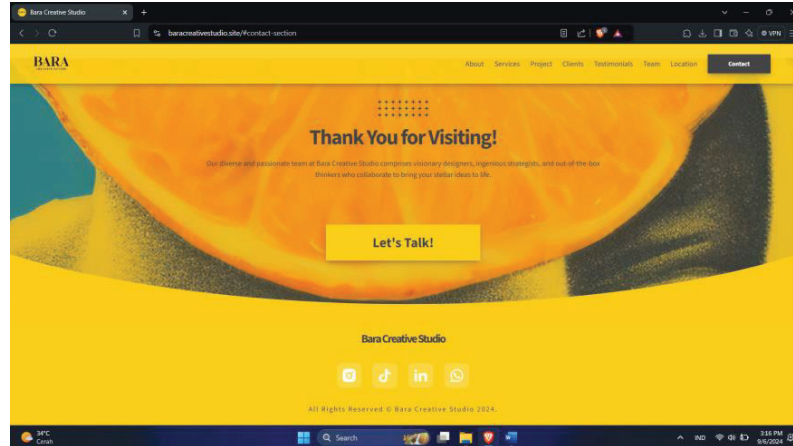 Bara Creative Studio
baracreativestudio.site/#contact-section
VPN
BARA
About Services Project Clients Testimonials Team Location Contact
Thank You for Visiting!
Our diverse and passionate team at Bara Creative Studio comprises visionary designers, ingenious strategists, and out-of-the-box
thinkers who collaborate to bring your stellar ideas to life.
Let's Talk!
Bara Creative Studio
in
All Rights Reserved © Bara Creative Studio 2024.
34°C
Cerah
Search
IND
3:16 PM
9/6/2024